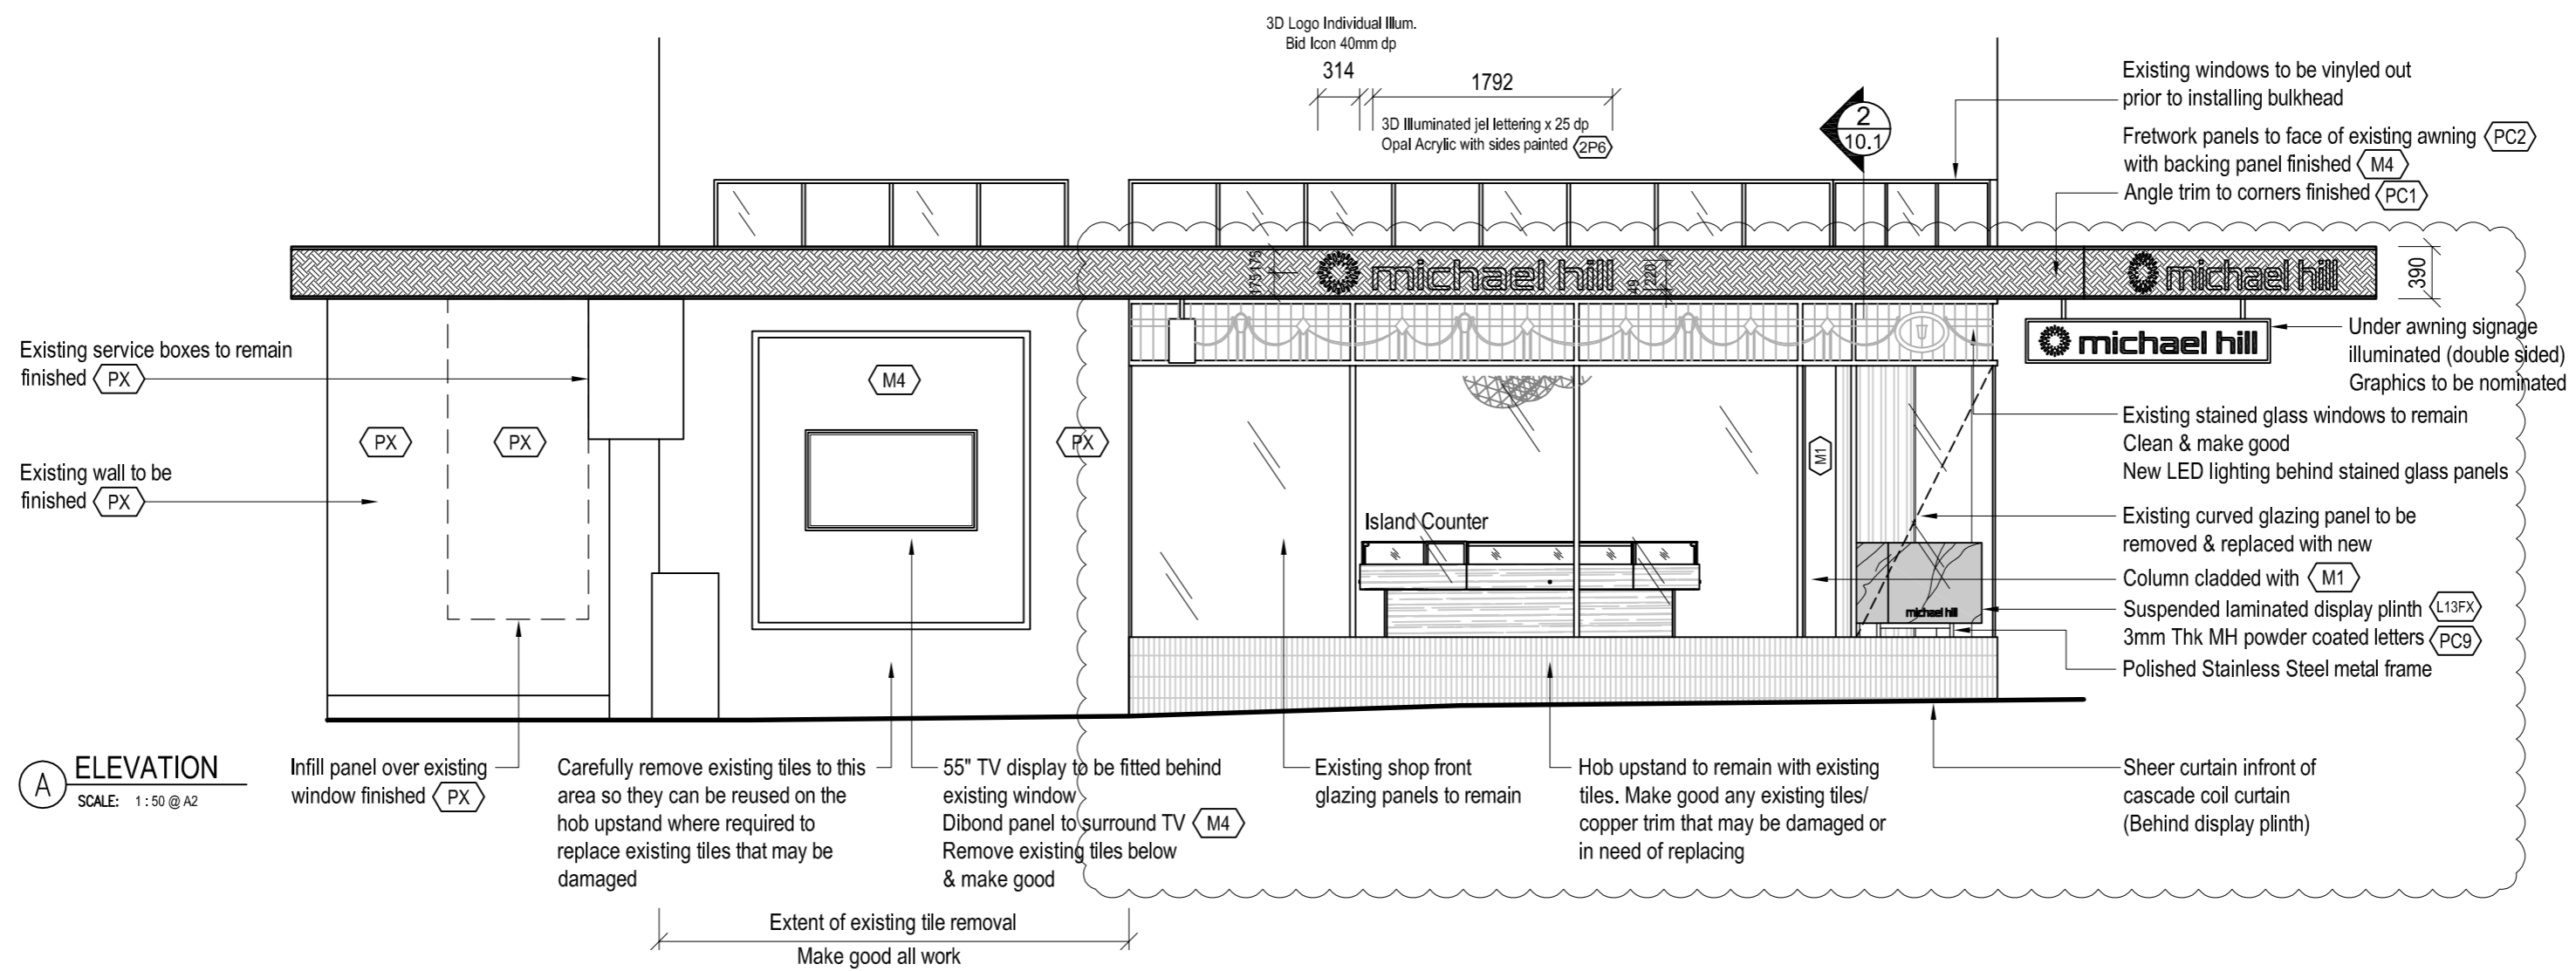 3D Logo Individual Illum.
Bid Icon 40mm dp
314
1792
3D Illuminated jel lettering x 25 dp
Opal Acrylic with sides painted 2P6
2
10.1
Existing windows to be vinyled out
prior to installing bulkhead
Fretwork panels to face of existing awning PC2
with backing panel finished M4
Angle trim to corners finished PC1
175 175
michael hill
49
220
michael hill
390
michael hill
Under awning signage
illuminated (double sided)
Graphics to be nominated
Existing service boxes to remain
finished PX
M4
PX
PX
PX
M1
Existing wall to be
finished PX
Existing stained glass windows to remain
Clean & make good
New LED lighting behind stained glass panels
Island Counter
Existing curved glazing panel to be
removed & replaced with new
Column cladded with M1
michael hill
Suspended laminated display plinth L13FX
3mm Thk MH powder coated letters PC9
Polished Stainless Steel metal frame
A
ELEVATION
SCALE: 1 : 50 @ A2
Infill panel over existing
window finished PX
Carefully remove existing tiles to this
area so they can be reused on the
hob upstand where required to
replace existing tiles that may be
damaged
55" TV display to be fitted behind
existing window
Dibond panel to surround TV M4
Remove existing tiles below
& make good
Existing shop front
glazing panels to remain
Hob upstand to remain with existing
tiles. Make good any existing tiles/
copper trim that may be damaged or
in need of replacing
Sheer curtain infront of
cascade coil curtain
(Behind display plinth)
Extent of existing tile removal
Make good all work